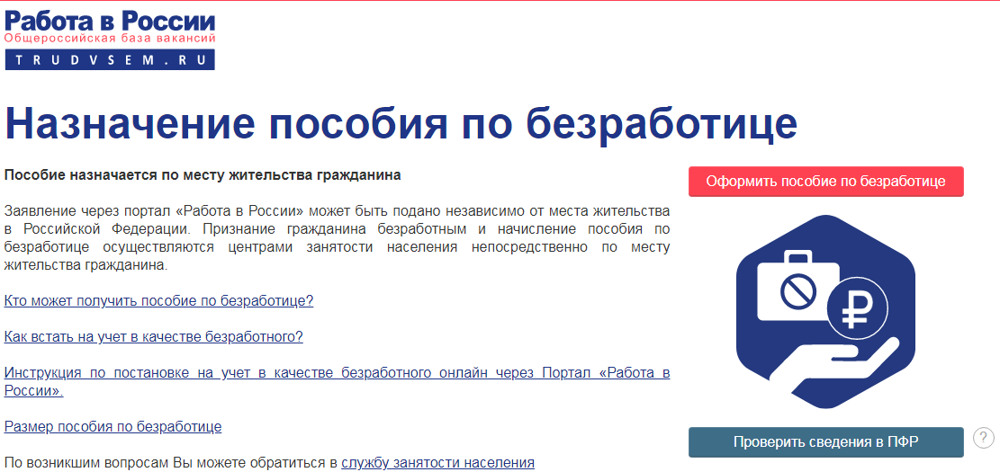 Работа в России
Общероссийская база вакансий
TRUDVSEM.RU
Назначение пособия по безработице
Пособие назначается по месту жительства гражданина
Заявление через портал «Работа в России» может быть подано независимо от места жительства
в Российской Федерации. Признание гражданина безработным и начисление пособия по
безработице осуществляются центрами занятости населения непосредственно по месту
жительства гражданина.
Кто может получить пособие по безработице?
Как встать на учет в качестве безработного?
Инструкция по постановке на учет в качестве безработного онлайн через Портал «Работа в
России».
Размер пособия по безработице
По возникшим вопросам Вы можете обратиться в службу занятости населения
Оформить пособие по безработице
₽
Проверить сведения в ПФР
?